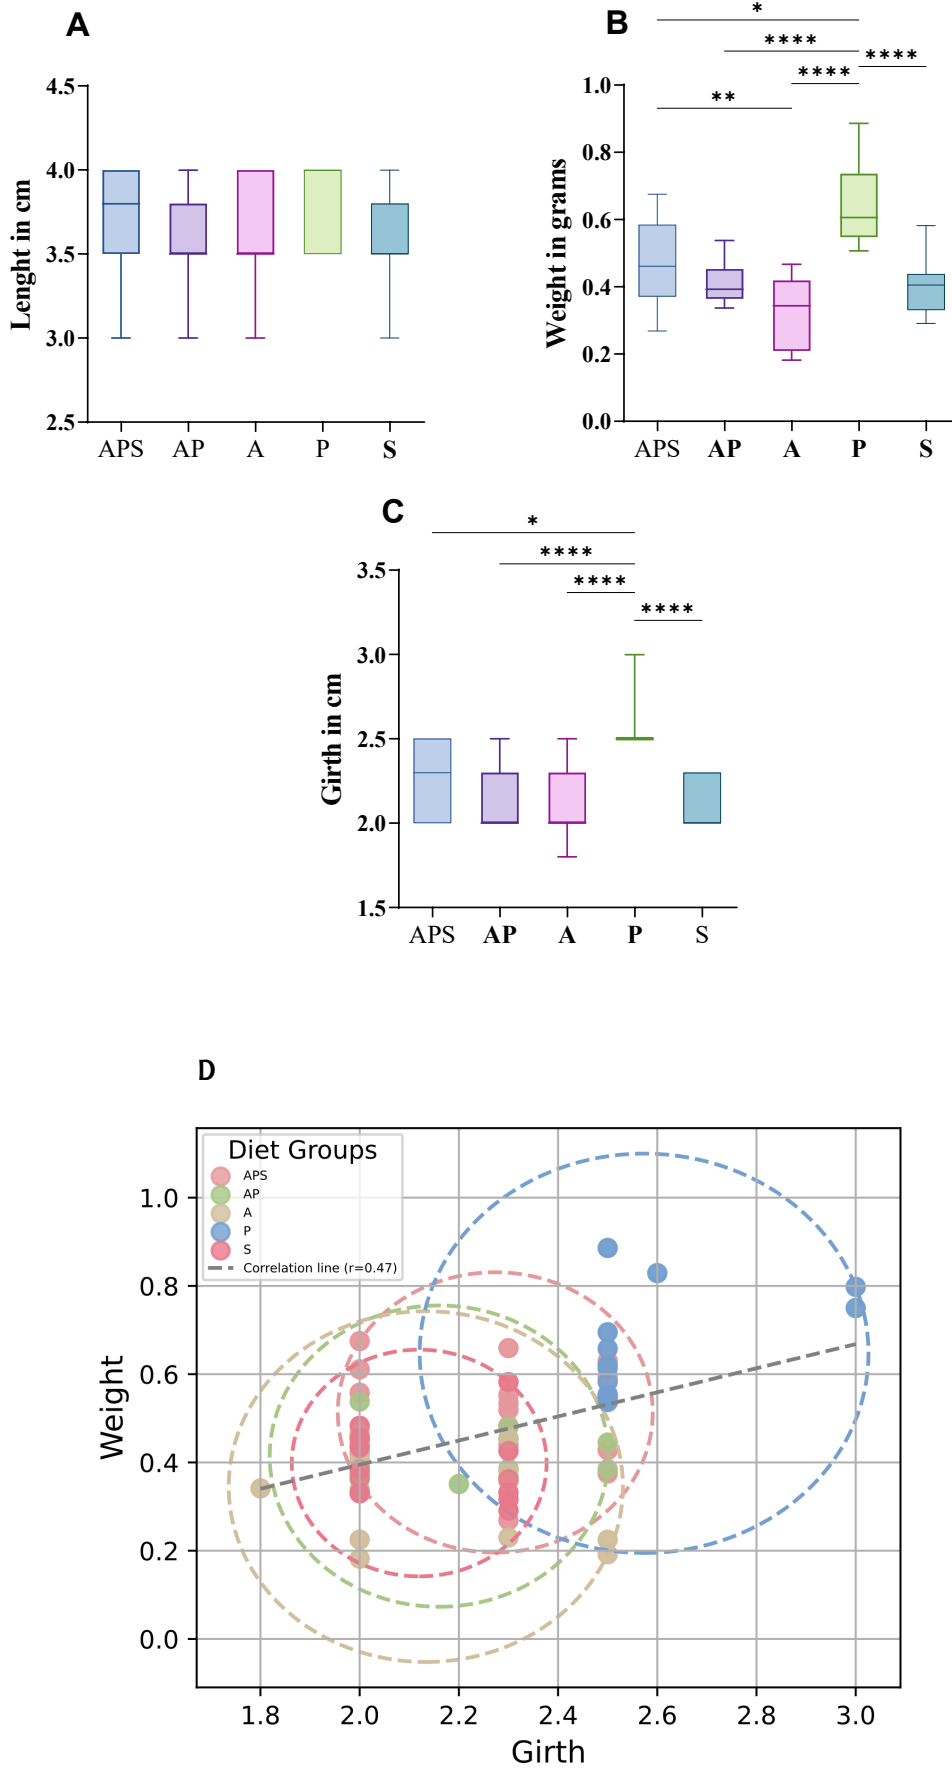 A
4.5
4.0
3.5
3.0
2.5
Lenght in cm
APS AP A P S
B
*
****
****
****
**
1.0
0.8
0.6
0.4
0.2
0.0
Weight in grams
APS AP A P S
C
*
****
****
****
3.5
3.0
2.5
2.0
1.5
Girth in cm
APS AP A P S
D
Diet Groups
APS
AP
A
P
S
Correlation line (r=0.47)
1.0
0.8
0.6
0.4
0.2
0.0
Weight
1.8 2.0 2.2 2.4 2.6 2.8 3.0
Girth